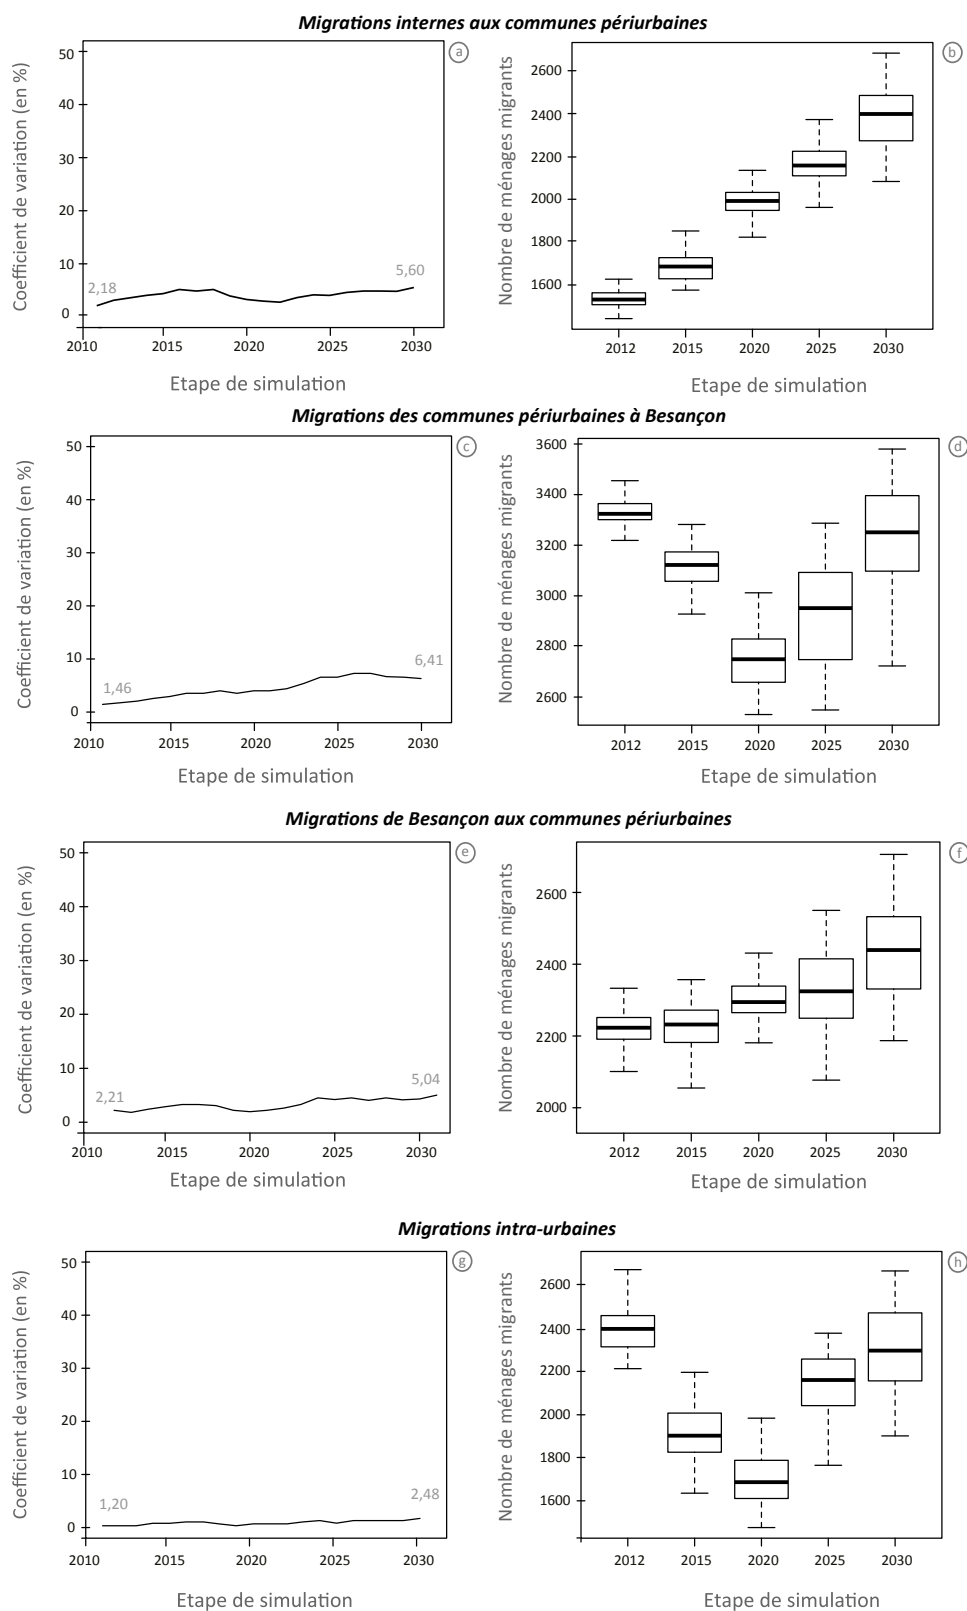 Migrations internes aux communes périurbaines
Coefficient de variation (en %)
50
40
30
20
10
0
2,18
5,60
a
2010 2015 2020 2025 2030
Etape de simulation
Nombre de ménages migrants
2600
2400
2200
2000
1800
1600
b
2012 2015 2020 2025 2030
Etape de simulation
Migrations des communes périurbaines à Besançon
Coefficient de variation (en %)
50
40
30
20
10
0
1,46
6,41
c
2010 2015 2020 2025 2030
Etape de simulation
Nombre de ménages migrants
3600
3400
3200
3000
2800
2600
d
2012 2015 2020 2025 2030
Etape de simulation
Migrations de Besançon aux communes périurbaines
Coefficient de variation (en %)
50
40
30
20
10
0
2,21
5,04
e
2010 2015 2020 2025 2030
Etape de simulation
Nombre de ménages migrants
2600
2400
2200
2000
f
2012 2015 2020 2025 2030
Etape de simulation
Migrations intra-urbaines
Coefficient de variation (en %)
50
40
30
20
10
0
1,20
2,48
g
2010 2015 2020 2025 2030
Etape de simulation
Nombre de ménages migrants
2600
2400
2200
2000
1800
1600
h
2012 2015 2020 2025 2030
Etape de simulation